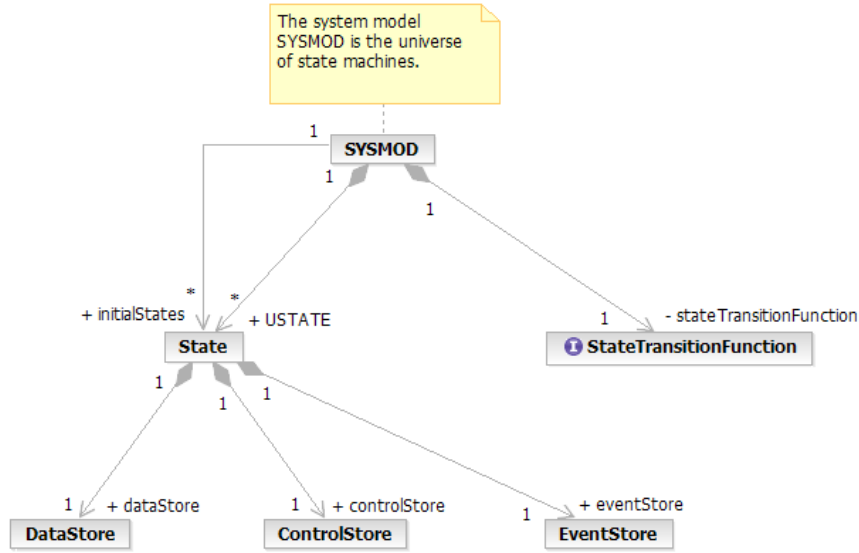 The system model
SYSMOD is the universe
of state machines.
1
SYSMOD
1
1
*
*
+ initialStates
+ USTATE
1
- stateTransitionFunction
State
I StateTransitionFunction
1
1
1
1
+ dataStore
1
+ controlStore
1
+ eventStore
DataStore
ControlStore
EventStore